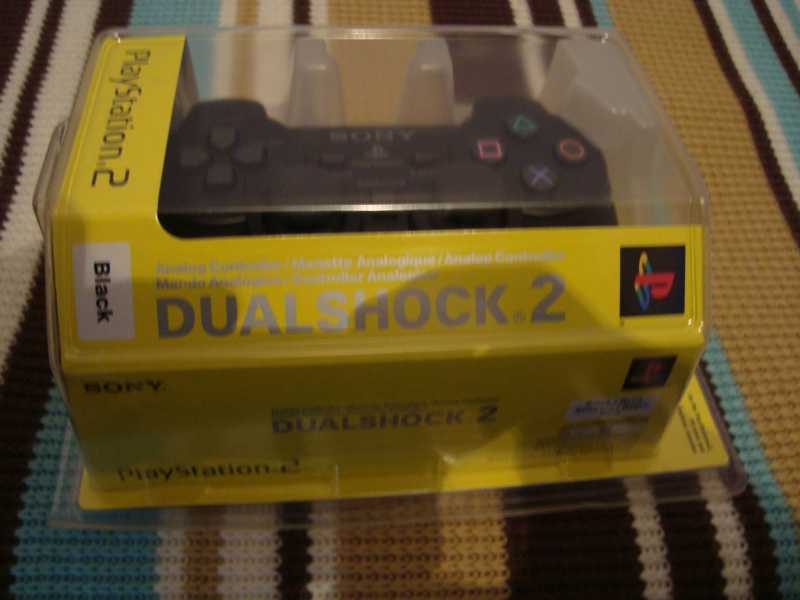 PlayStation.2
SONY
Black
Analog Controller / Manette Analogique / Analog Controller
Mando Analógico / Controller Analogico
DUALSHOCK® 2
SONY
DUALSHOCK 2
PlayStation.2